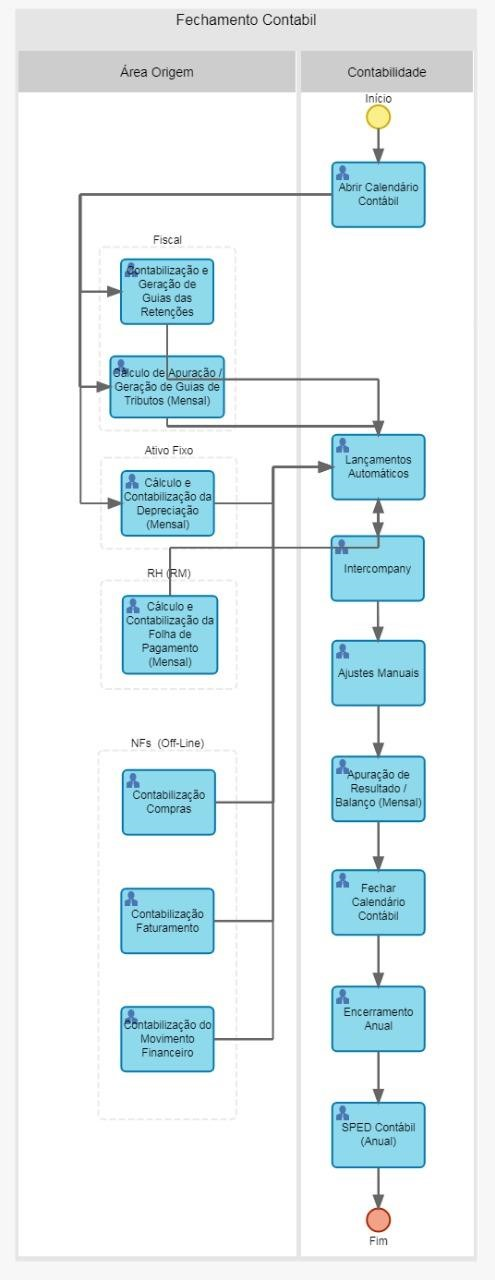 Fechamento Contabil
Área Origem
Contabilidade
Início
Abrir Calendário
Contábil
Fiscal
Contabilização e
Geração de
Guias das
Retenções
Cálculo de Apuração /
Geração de Guias de
Tributos (Mensal)
Lançamentos
Automáticos
Ativo Fixo
Cálculo e
Contabilização da
Depreciação
(Mensal)
Intercompany
RH (RM)
Cálculo e
Contabilização da
Folha de
Pagamento
(Mensal)
Ajustes Manuais
NFs (Off-Line)
Contabilização
Compras
Apuração de
Resultado /
Balanço (Mensal)
Contabilização
Faturamento
Fechar
Calendário
Contábil
Contabilização do
Movimento
Financeiro
Encerramento
Anual
SPED Contábil
(Anual)
Fim